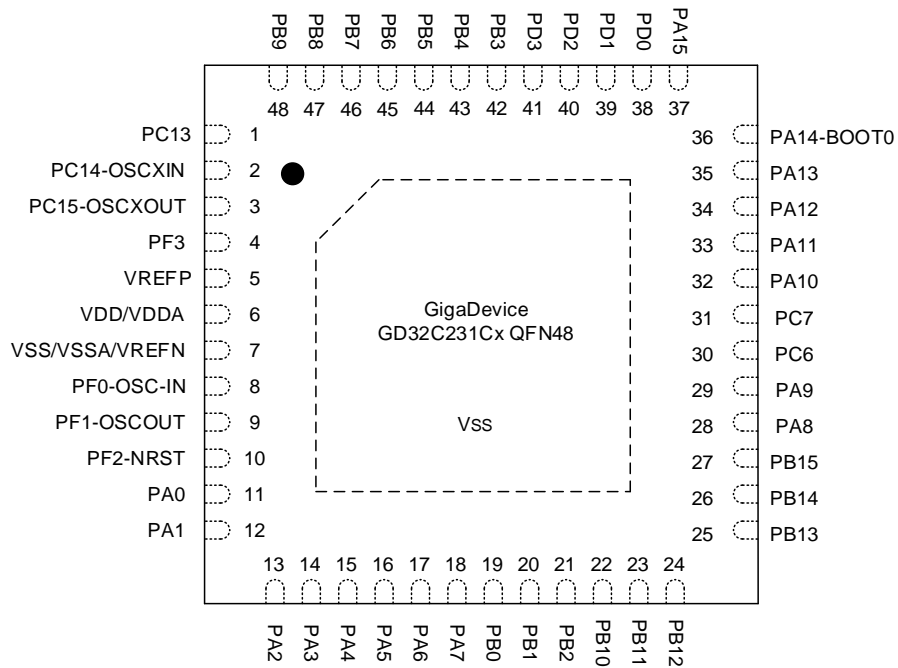 PB9 PB8 PB7 PB6 PB5 PB4 PB3 PD3 PD2 PD1 PD0 PA15
48 47 46 45 44 43 42 41 40 39 38 37
PC13 1
PC14-OSCXIN 2
PC15-OSCXOUT 3
PF3 4
VREFP 5
VDD/VDDA 6
VSS/VSSA/VREFN 7
PF0-OSC-IN 8
PF1-OSCOUT 9
PF2-NRST 10
PA0 11
PA1 12
GigaDevice
GD32C231Cx QFN48
VSS
36 PA14-BOOT0
35 PA13
34 PA12
33 PA11
32 PA10
31 PC7
30 PC6
29 PA9
28 PA8
27 PB15
26 PB14
25 PB13
13 14 15 16 17 18 19 20 21 22 23 24
PA2 PA3 PA4 PA5 PA6 PA7 PB0 PB1 PB2 PB10 PB11 PB12